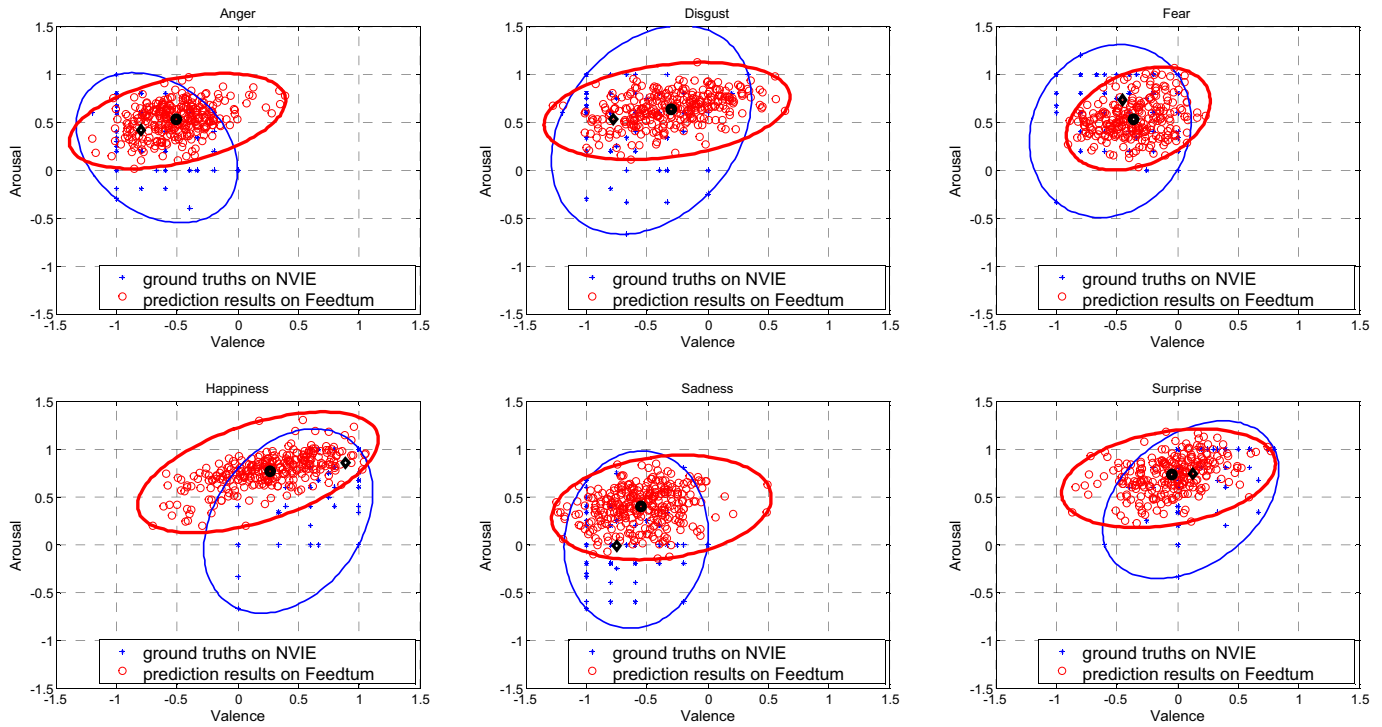 Anger
1.5
1
0.5
0
-0.5
-1
-1.5
Arousal
ground truths on NVIE
prediction results on Feedtum
-1.5 -1 -0.5 0 0.5 1 1.5
Valence
Disgust
1.5
1
0.5
0
-0.5
-1
-1.5
Arousal
ground truths on NVIE
prediction results on Feedtum
-1.5 -1 -0.5 0 0.5 1 1.5
Valence
Fear
1.5
1
0.5
0
-0.5
-1
-1.5
Arousal
ground truths on NVIE
prediction results on Feedtum
-1.5 -1 -0.5 0 0.5 1 1.5
Valence
Happiness
1.5
1
0.5
0
-0.5
-1
-1.5
Arousal
ground truths on NVIE
prediction results on Feedtum
-1.5 -1 -0.5 0 0.5 1 1.5
Valence
Sadness
1.5
1
0.5
0
-0.5
-1
-1.5
Arousal
ground truths on NVIE
prediction results on Feedtum
-1.5 -1 -0.5 0 0.5 1 1.5
Valence
Surprise
1.5
1
0.5
0
-0.5
-1
-1.5
Arousal
ground truths on NVIE
prediction results on Feedtum
-1.5 -1 -0.5 0 0.5 1 1.5
Valence